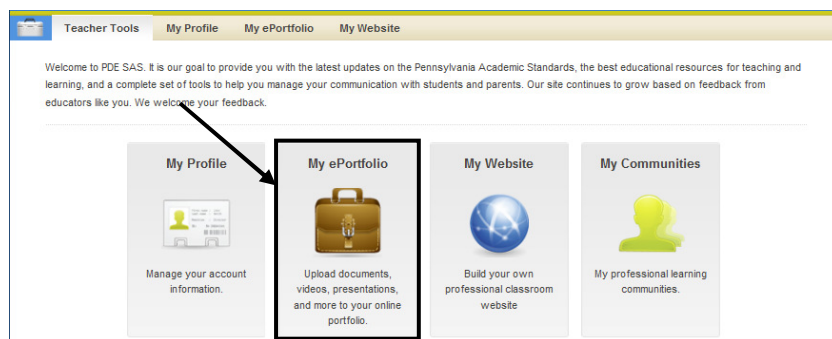 Teacher Tools My Profile My ePortfolio My Website
Welcome to PDE SAS. It is our goal to provide you with the latest updates on the Pennsylvania Academic Standards, the best educational resources for teaching and
learning, and a complete set of tools to help you manage your communication with students and parents. Our site continues to grow based on feedback from
educators like you. We welcome your feedback.
My Profile
Manage your account
information.
My ePortfolio
Upload documents,
videos, presentations,
and more to your online
portfolio.
My Website
Build your own
professional classroom
website
My Communities
My professional learning
communities.